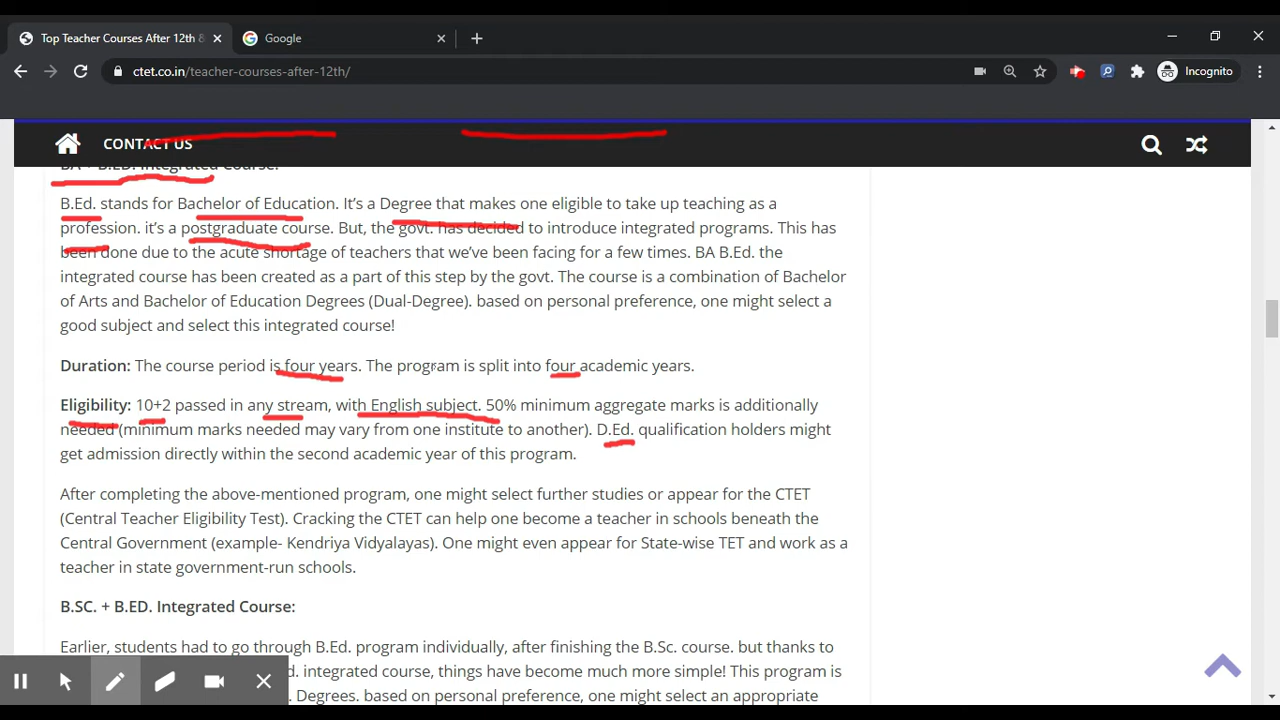 Top Teacher Courses After 12th &
Google
ctet.co.in/teacher-courses-after-12th/
Incognito
CONTACT US
BA + B.ED. Integrated Course:
B.Ed. stands for Bachelor of Education. It’s a Degree that makes one eligible to take up teaching as a
profession. it’s a postgraduate course. But, the govt. has decided to introduce integrated programs. This has
been done due to the acute shortage of teachers that we’ve been facing for a few times. BA B.Ed. the
integrated course has been created as a part of this step by the govt. The course is a combination of Bachelor
of Arts and Bachelor of Education Degrees (Dual-Degree). based on personal preference, one might select a
good subject and select this integrated course!
Duration: The course period is four years. The program is split into four academic years.
Eligibility: 10+2 passed in any stream, with English subject. 50% minimum aggregate marks is additionally
needed (minimum marks needed may vary from one institute to another). D.Ed. qualification holders might
get admission directly within the second academic year of this program.
After completing the above-mentioned program, one might select further studies or appear for the CTET
(Central Teacher Eligibility Test). Cracking the CTET can help one become a teacher in schools beneath the
Central Government (example- Kendriya Vidyalayas). One might even appear for State-wise TET and work as a
teacher in state government-run schools.
B.SC. + B.ED. Integrated Course:
Earlier, students had to go through B.Ed. program individually, after finishing the B.Sc. course. but thanks to
d. integrated course, things have become much more simple! This program is
. Degrees. based on personal preference, one might select an appropriate